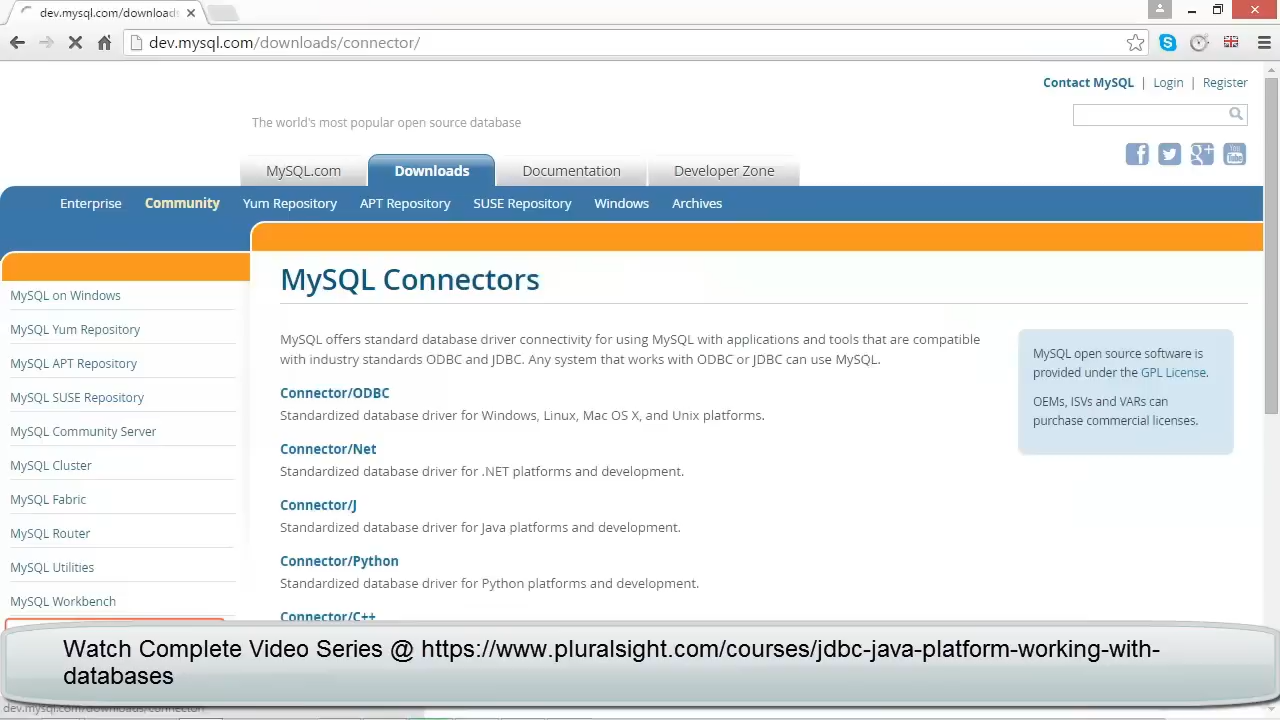 dev.mysql.com/downloads
dev.mysql.com/downloads/connector/
Contact MySQL | Login | Register
The world's most popular open source database
MySQL.com Downloads Documentation Developer Zone
Enterprise Community Yum Repository APT Repository SUSE Repository Windows Archives
MySQL on Windows
MySQL Yum Repository
MySQL APT Repository
MySQL SUSE Repository
MySQL Community Server
MySQL Cluster
MySQL Fabric
MySQL Router
MySQL Utilities
MySQL Workbench
MySQL Connectors
MySQL offers standard database driver connectivity for using MySQL with applications and tools that are compatible
with industry standards ODBC and JDBC. Any system that works with ODBC or JDBC can use MySQL.
Connector/ODBC
Standardized database driver for Windows, Linux, Mac OS X, and Unix platforms.
Connector/Net
Standardized database driver for .NET platforms and development.
Connector/J
Standardized database driver for Java platforms and development.
Connector/Python
Standardized database driver for Python platforms and development.
Connector/C++
MySQL open source software is
provided under the GPL License.
OEMs, ISVs and VARs can
purchase commercial licenses.
Watch Complete Video Series @ https://www.pluralsight.com/courses/jdbc-java-platform-working-with-
databases
dev.mysql.com/downloads/connector/